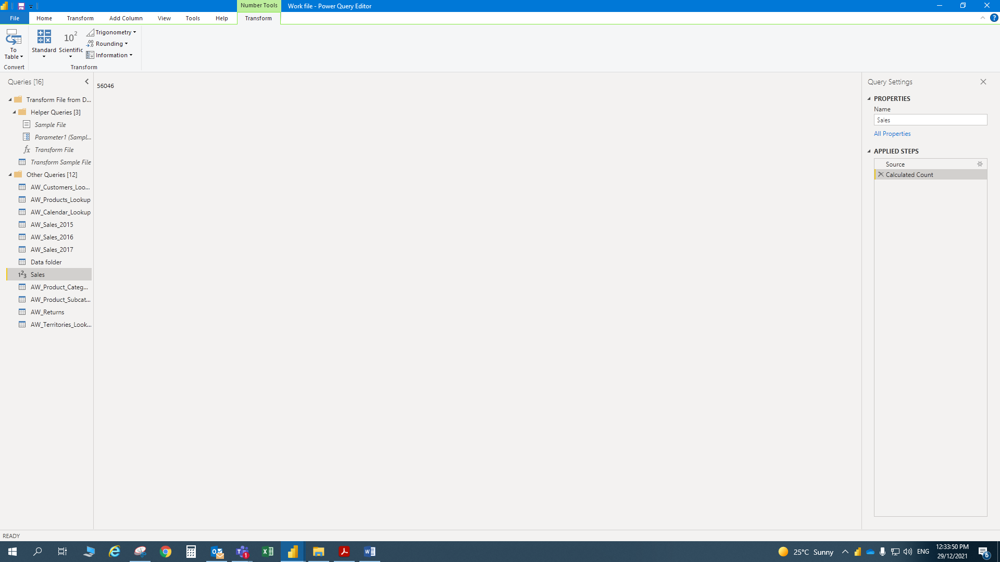 Number Tools
Work file - Power Query Editor
File
Home
Transform
Add Column
View
Tools
Help
Transform
To
Table
Standard
Scientific
Trigonometry
Rounding
Information
Convert
Transform
Queries [16]
Transform File from D...
Helper Queries [3]
Sample File
Parameter1 (Sampl...
Transform File
Transform Sample File
Other Queries [12]
AW_Customers_Loo...
AW_Products_Lookup
AW_Calendar_Lookup
AW_Sales_2015
AW_Sales_2016
AW_Sales_2017
Data folder
Sales
AW_Product_Categ...
AW_Product_Subcat...
AW_Returns
AW_Territories_Look...
56046
Query Settings
PROPERTIES
Name
Sales
All Properties
APPLIED STEPS
Source
Calculated Count
READY
25°C Sunny
ENG
12:33:50 PM
29/12/2021
6